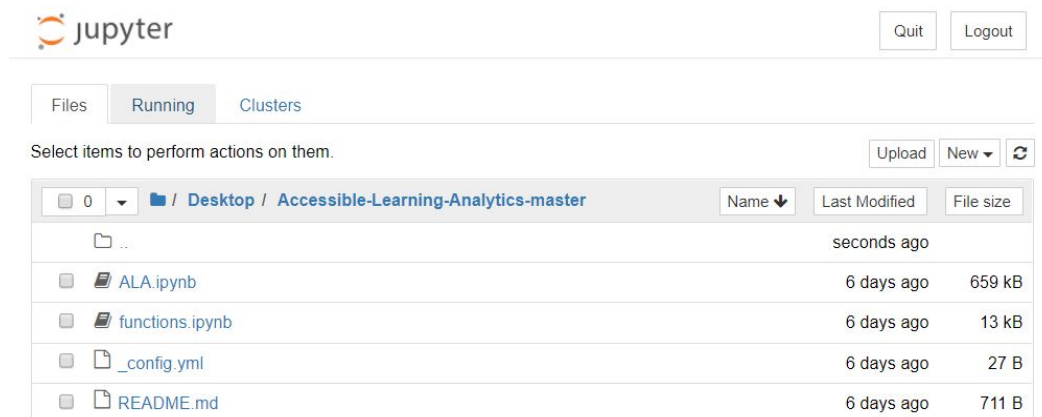 jupyter
Quit Logout
Files Running Clusters
Select items to perform actions on them.
Upload New
0 / Desktop / Accessible-Learning-Analytics-master Name Last Modified File size
.. seconds ago
ALA.ipynb 6 days ago 659 kB
functions.ipynb 6 days ago 13 kB
_config.yml 6 days ago 27 B
README.md 6 days ago 711 B